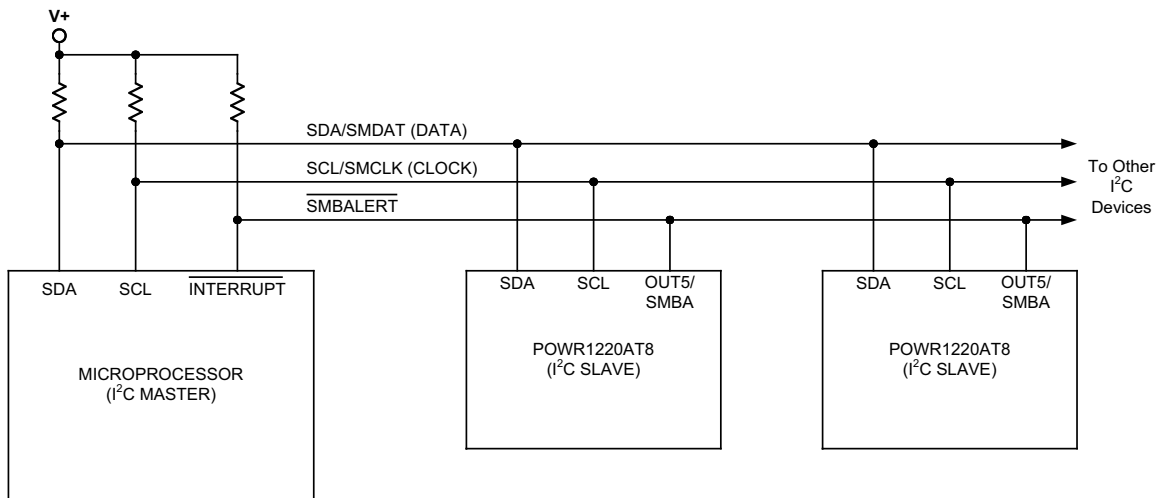 V+
SDA/SMDAT (DATA)
SCL/SMCLK (CLOCK)
SMBALERT
To Other
I²C
Devices
SDA SCL INTERRUPT
MICROPROCESSOR
(I²C MASTER)
SDA SCL OUT5/
SMBA
POWR1220AT8
(I²C SLAVE)
SDA SCL OUT5/
SMBA
POWR1220AT8
(I²C SLAVE)